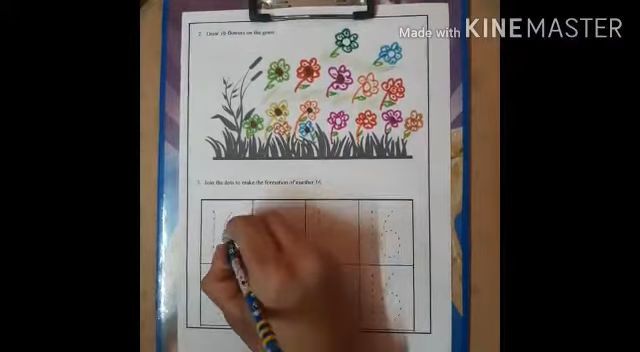 Made with KINEMASTER
2. Draw 16 flowers on the grass.
3. Join the dots to make the formation of number 16.